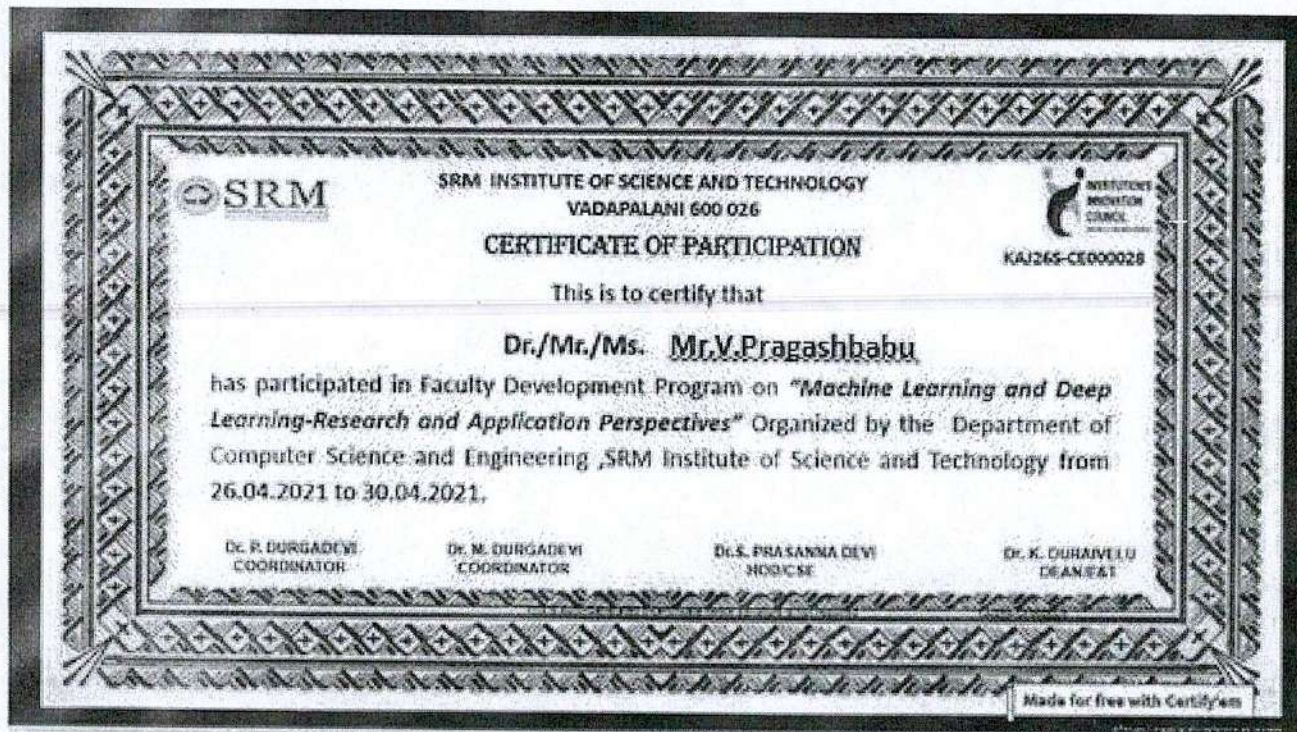 SRM
SRM INSTITUTE OF SCIENCE AND TECHNOLOGY
VADAPALANI 600 026
INSTITUTION'S
INNOVATION
COUNCIL
KAJ26S-CE000028
CERTIFICATE OF PARTICIPATION
This is to certify that
Dr./Mr./Ms. Mr.V.Pragashbabu
has participated in Faculty Development Program on "Machine Learning and Deep
Learning-Research and Application Perspectives" Organized by the Department of
Computer Science and Engineering ,SRM Institute of Science and Technology from
26.04.2021 to 30.04.2021.
Dr. P. DURGADEVI Dr. M. DURGADEVI Dr.S. PRASANNA DEVI Dr. K. DURAIVELU
COORDINATOR COORDINATOR HOD/CSE DEAN/E&T
Made for free with Certify'em